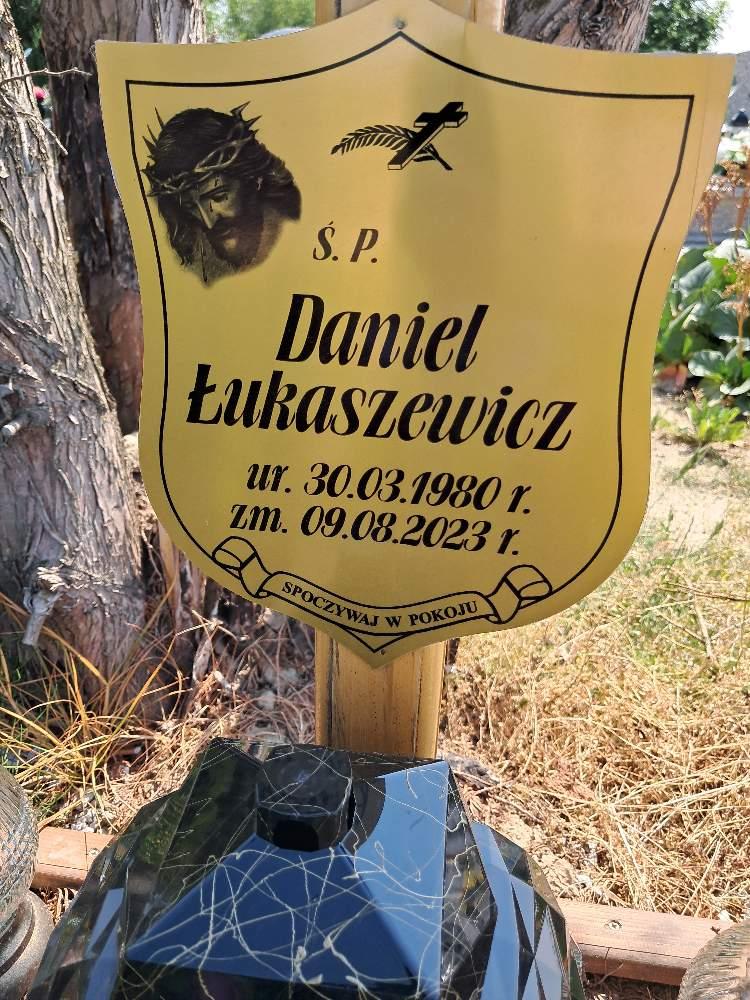 Ś. P.
Daniel
Łukaszewicz
ur. 30.03.1980 r.
zm. 09.08.2023 r.
SPOCZYWAJ W POKOJU